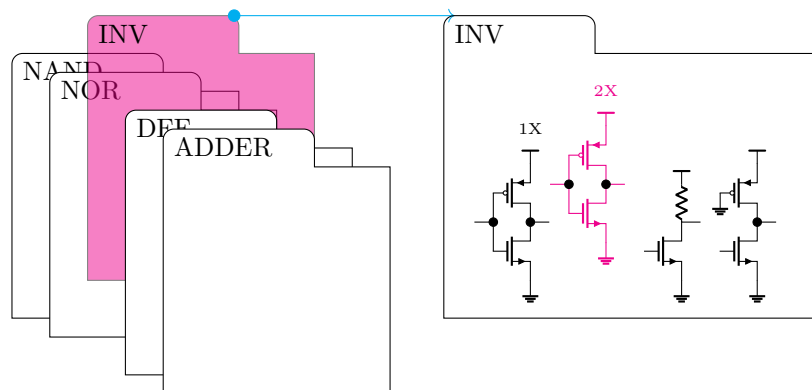 INV
NAND
NOR
DFF
ADDER
INV
2X
1X